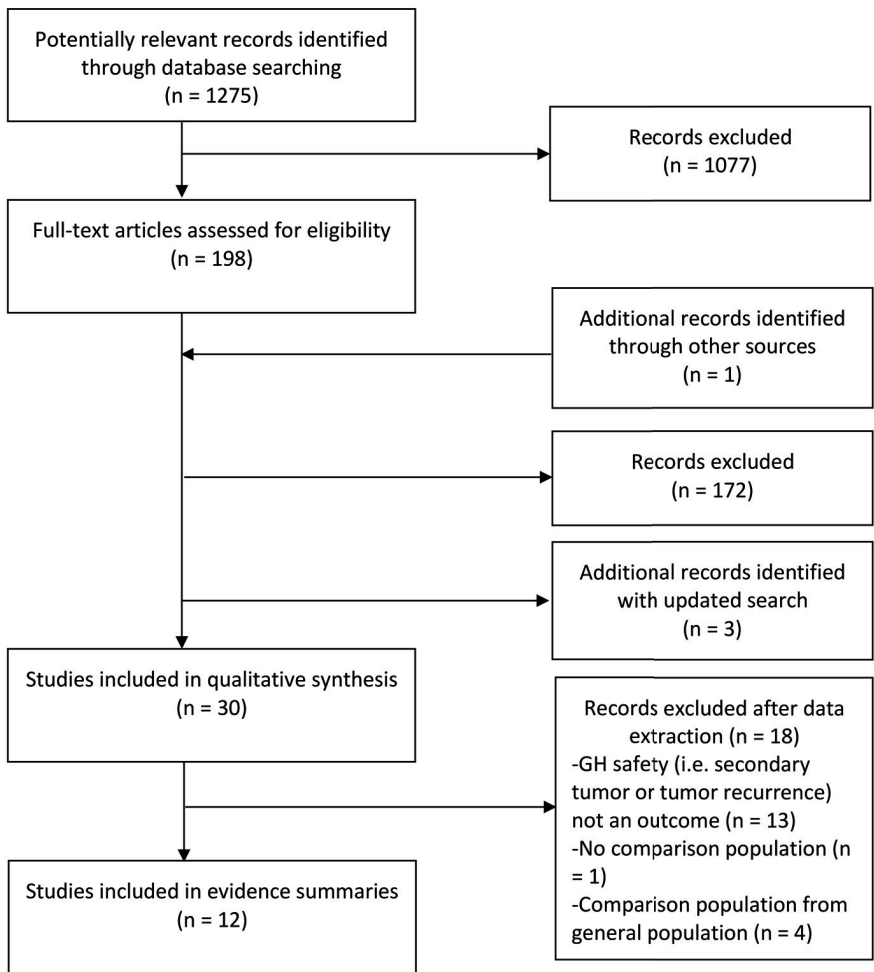 Potentially relevant records identified
through database searching
(n = 1275)
Records excluded
(n = 1077)
Full-text articles assessed for eligibility
(n = 198)
Additional records identified
through other sources
(n = 1)
Records excluded
(n = 172)
Additional records identified
with updated search
(n = 3)
Studies included in qualitative synthesis
(n = 30)
Records excluded after data
extraction (n = 18)
-GH safety (i.e. secondary
tumor or tumor recurrence)
not an outcome (n = 13)
-No comparison population (n
= 1)
-Comparison population from
general population (n = 4)
Studies included in evidence summaries
(n = 12)